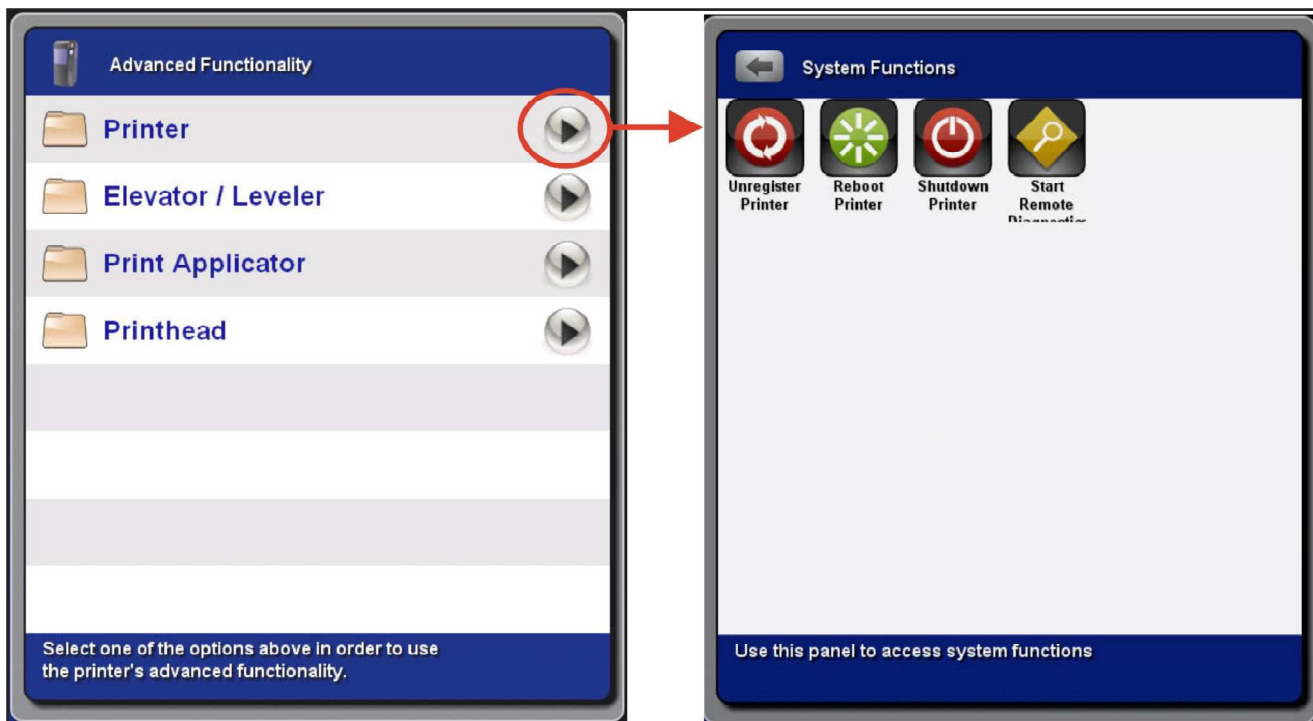 Advanced Functionality
Printer
Elevator / Leveler
Print Applicator
Printhead
Select one of the options above in order to use
the printer's advanced functionality.
System Functions
Unregister
Printer
Reboot
Printer
Shutdown
Printer
Start
Remote
Diagnostics
Use this panel to access system functions